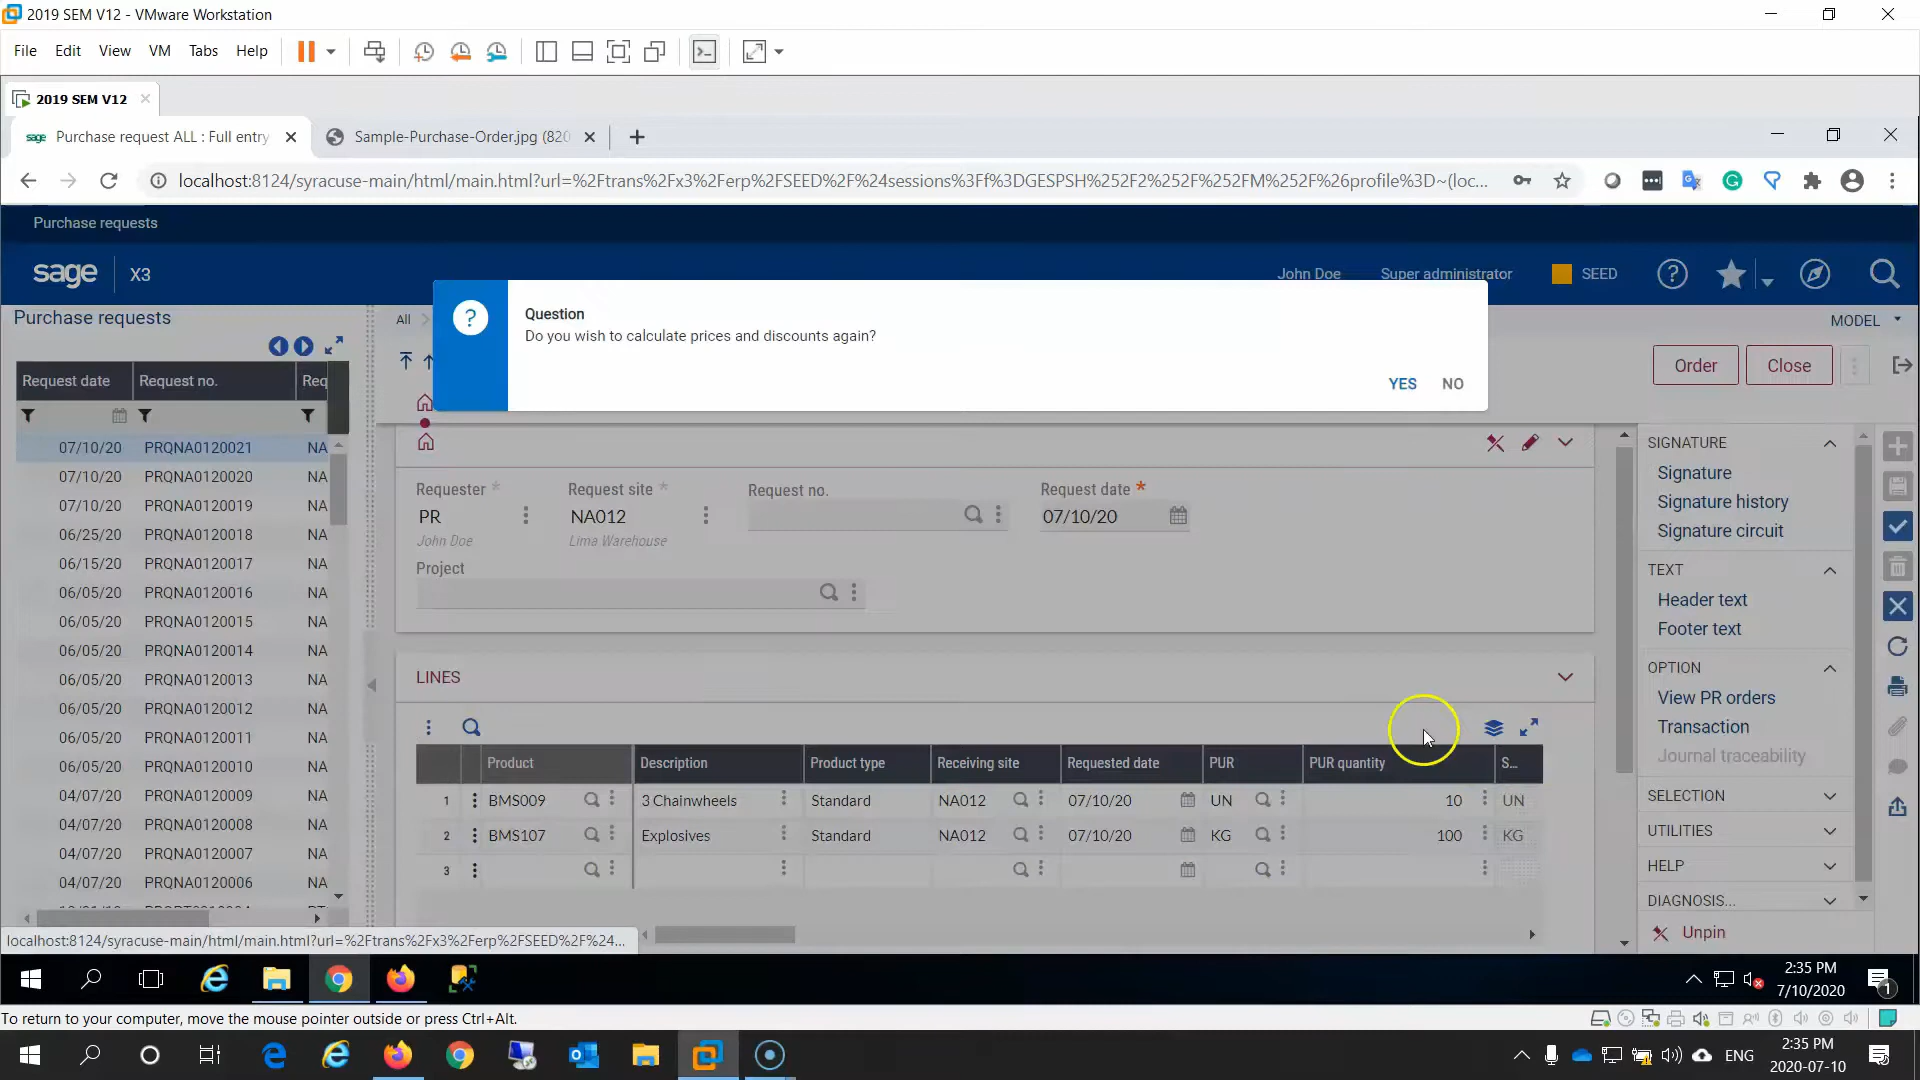 2019 SEM V12 - VMware Workstation
File Edit View VM Tabs Help
2019 SEM V12
sage Purchase request ALL : Full entry
Sample-Purchase-Order.jpg (820
localhost:8124/syracuse-main/html/main.html?url=%2Ftrans%2Fx3%2Ferp%2FSEED%2F%24sessions%3Ff%3DGESPSH%252F2%252F%252FM%252F%26profile%3D~(loc...
Purchase requests
sage X3
John Doe Super administrator SEED
Purchase requests
All
MODEL
Question
Do you wish to calculate prices and discounts again?
YES NO
Order Close
Request date Request no. Req
07/10/20 PRQNA0120021 NA
07/10/20 PRQNA0120020 NA
07/10/20 PRQNA0120019 NA
06/25/20 PRQNA0120018 NA
06/15/20 PRQNA0120017 NA
06/05/20 PRQNA0120016 NA
06/05/20 PRQNA0120015 NA
06/05/20 PRQNA0120014 NA
06/05/20 PRQNA0120013 NA
06/05/20 PRQNA0120012 NA
06/05/20 PRQNA0120011 NA
06/05/20 PRQNA0120010 NA
04/07/20 PRQNA0120009 NA
04/07/20 PRQNA0120008 NA
04/07/20 PRQNA0120007 NA
04/07/20 PRQNA0120006 NA
Requester * Request site * Request no. Request date *
PR NA012 07/10/20
John Doe Lima Warehouse
Project
LINES
Product Description Product type Receiving site Requested date PUR PUR quantity S...
1 BMS009 3 Chainwheels Standard NA012 07/10/20 UN 10 UN
2 BMS107 Explosives Standard NA012 07/10/20 KG 100 KG
3
SIGNATURE
Signature
Signature history
Signature circuit
TEXT
Header text
Footer text
OPTION
View PR orders
Transaction
Journal traceability
SELECTION
UTILITIES
HELP
DIAGNOSIS...
Unpin
localhost:8124/syracuse-main/html/main.html?url=%2Ftrans%2Fx3%2Ferp%2FSEED%2F%24...
2:35 PM
7/10/2020
1
To return to your computer, move the mouse pointer outside or press Ctrl+Alt.
ENG
2:35 PM
2020-07-10